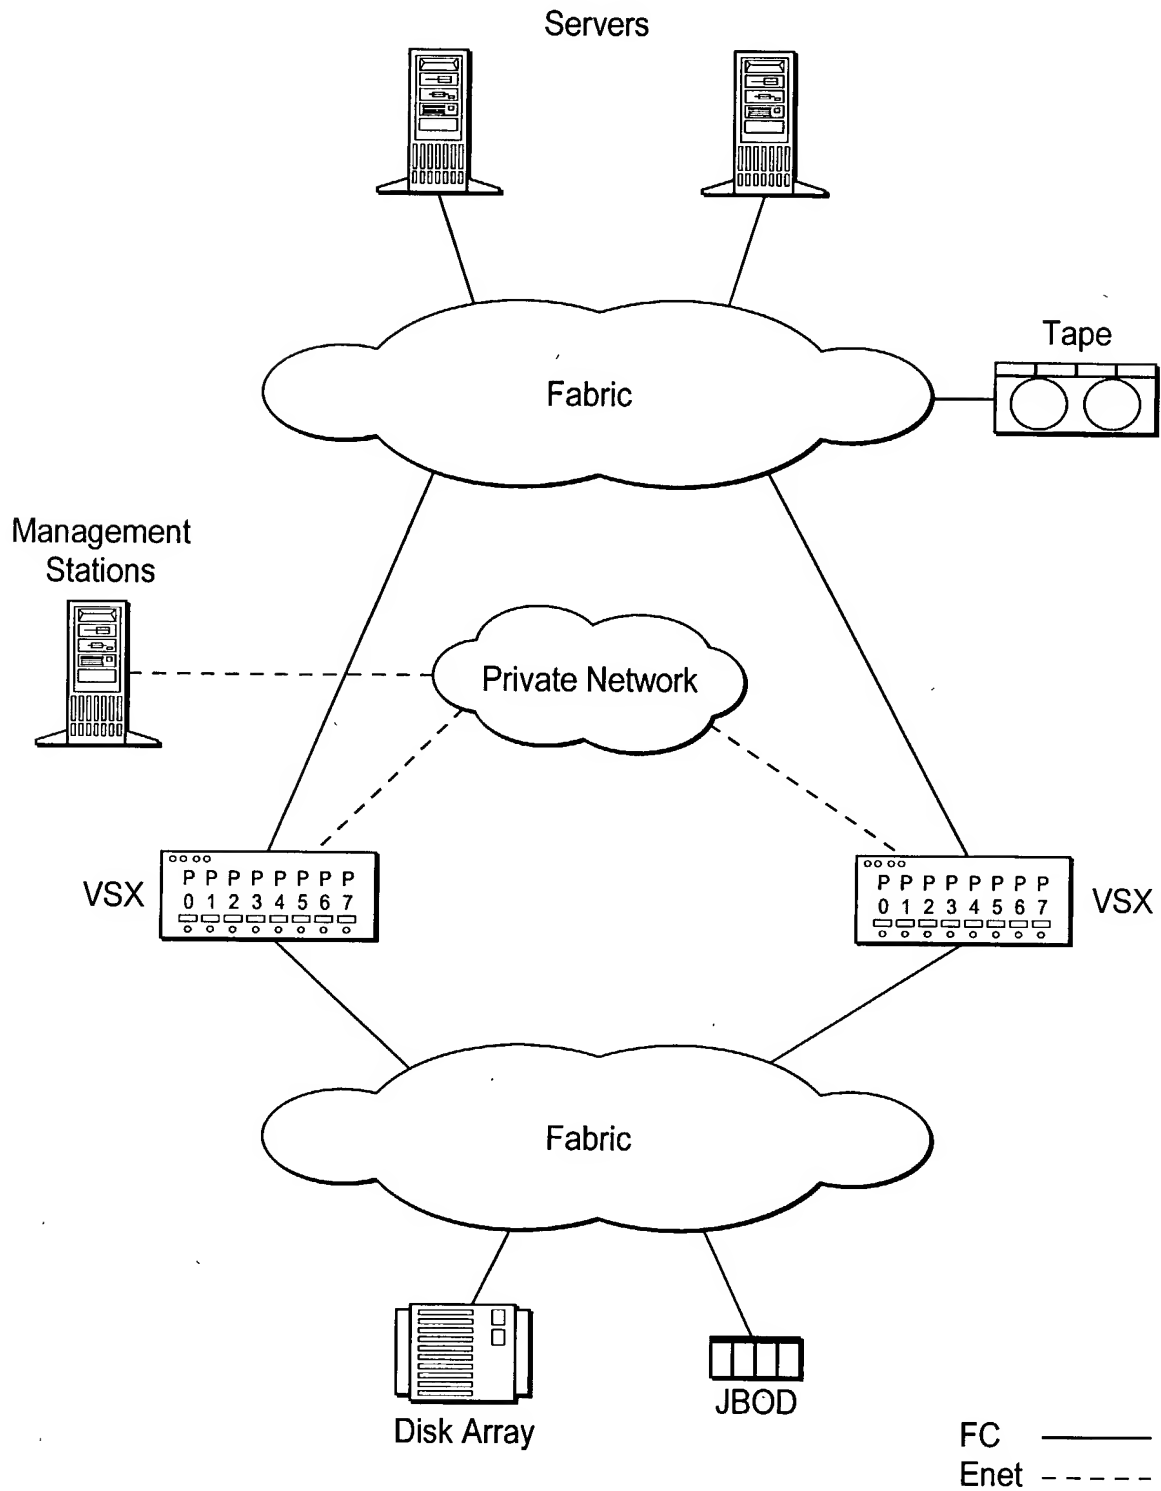 Servers
Tape
Fabric
Management
Stations
Private Network
P P P P P P P P
0 1 2 3 4 5 6 7
VSX
P P P P P P P P
0 1 2 3 4 5 6 7
VSX
Fabric
Disk Array
JBOD
FC
Enet